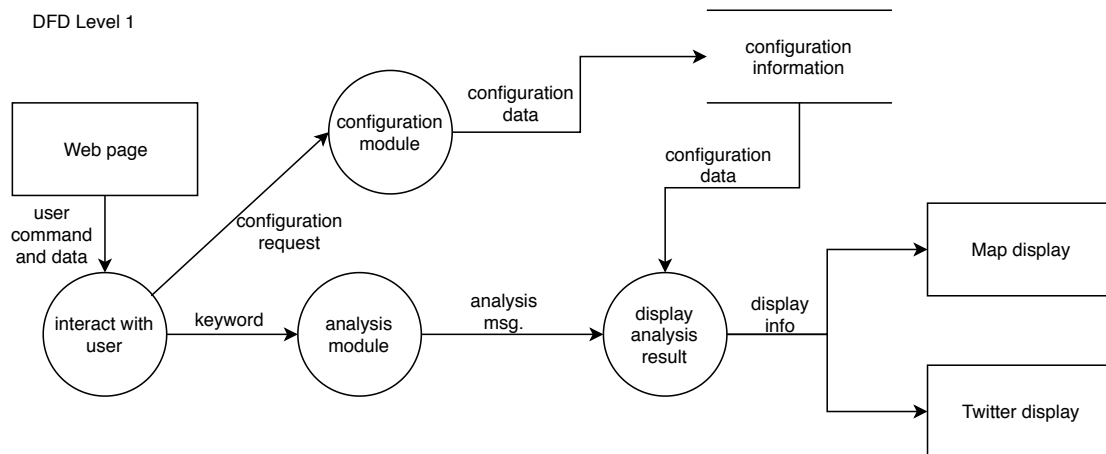 DFD Level 1
configuration
information
configuration
module
configuration
data
Web page
configuration
data
user
command
and data
configuration
request
Map display
interact with
user
keyword
analysis
module
analysis
msg.
display
analysis
result
display
info
Twitter display